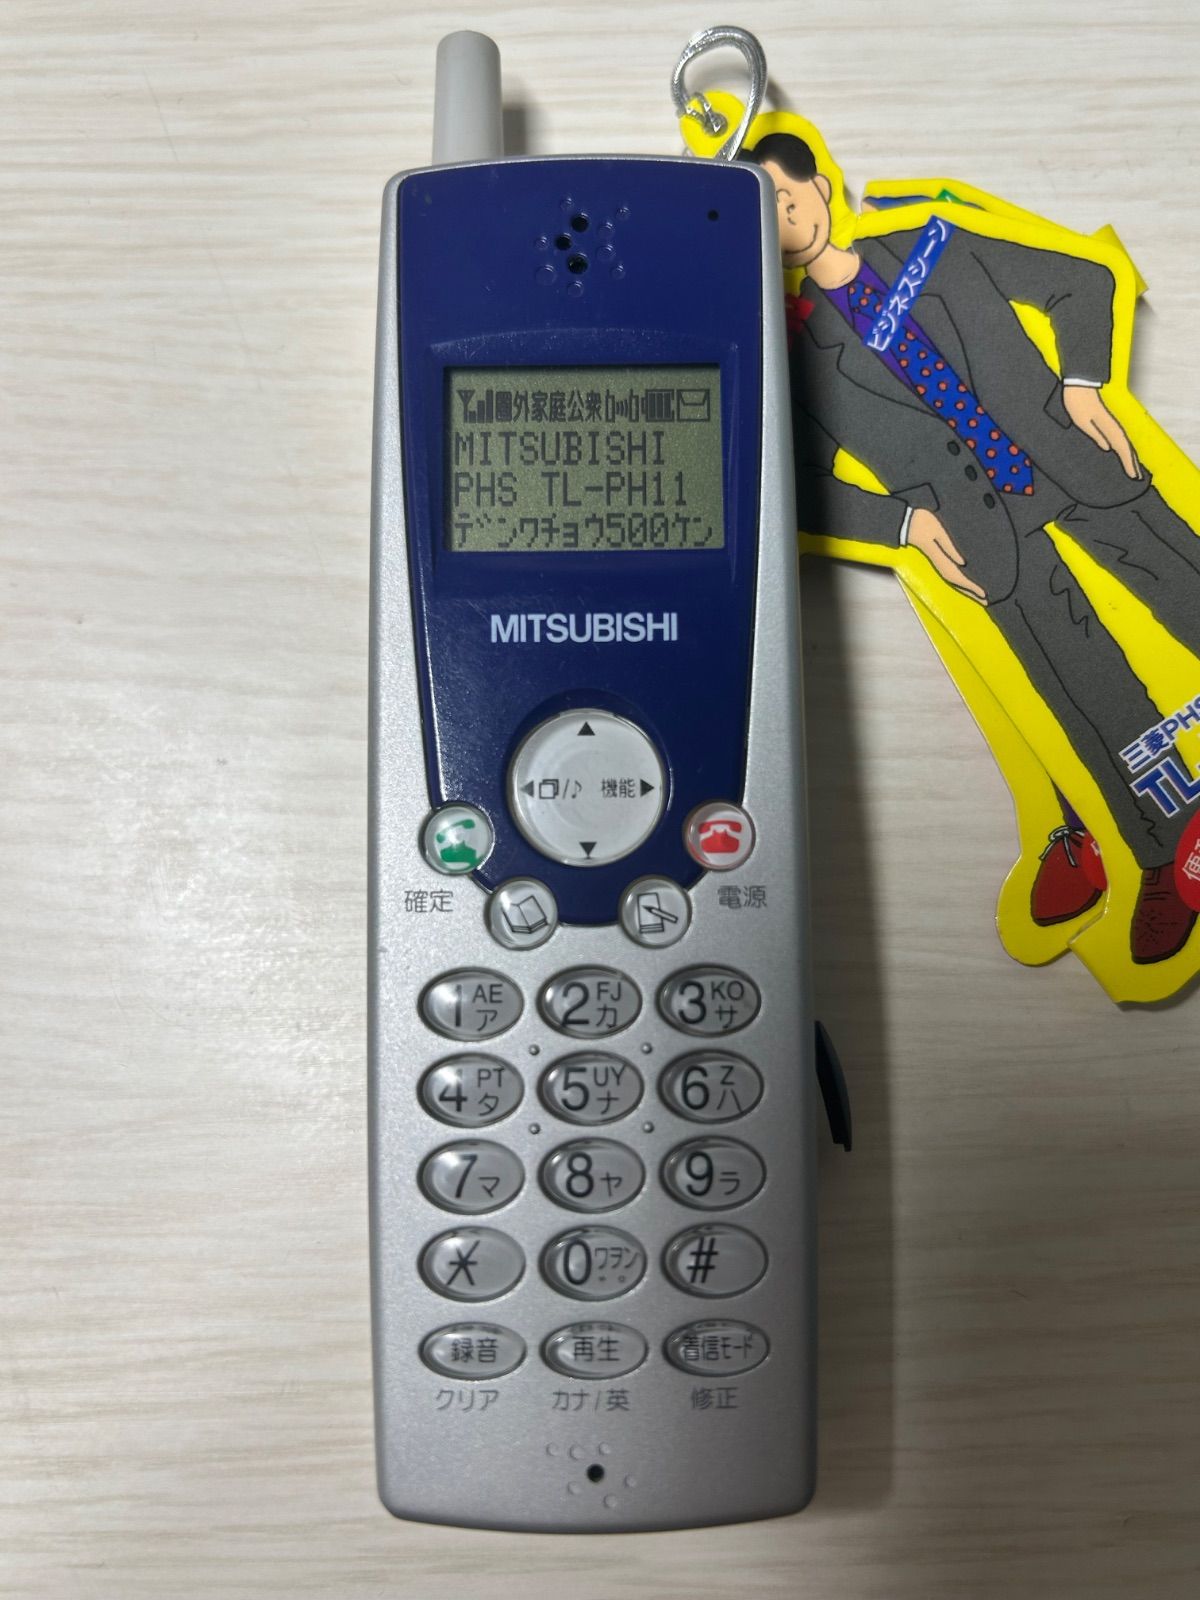 圏外家庭公衆
MITSUBISHI
PHS TL-PH11
デンワチョウ500ケン
MITSUBISHI
♪ 機能
確定
電源
1 AE ア
2 FJ カ
3 KO サ
4 PT タ
5 UY ナ
6 Z ハ
7 マ
8 ヤ
9 ラ
*
0 ワヲン ゛ ゜
#
録音
再生
着信モード
クリア
カナ/英
修正
ビジネスシーン
三菱PHS
TL-